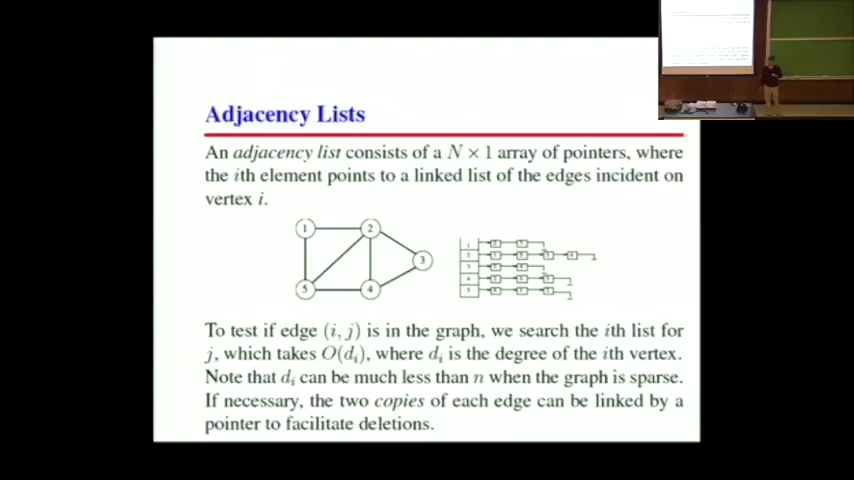 Adjacency Lists
An adjacency list consists of a N × 1 array of pointers, where
the ith element points to a linked list of the edges incident on
vertex i.
1
2
3
5
4
To test if edge (i, j) is in the graph, we search the ith list for
j, which takes O(d_i), where d_i is the degree of the ith vertex.
Note that d_i can be much less than n when the graph is sparse.
If necessary, the two copies of each edge can be linked by a
pointer to facilitate deletions.